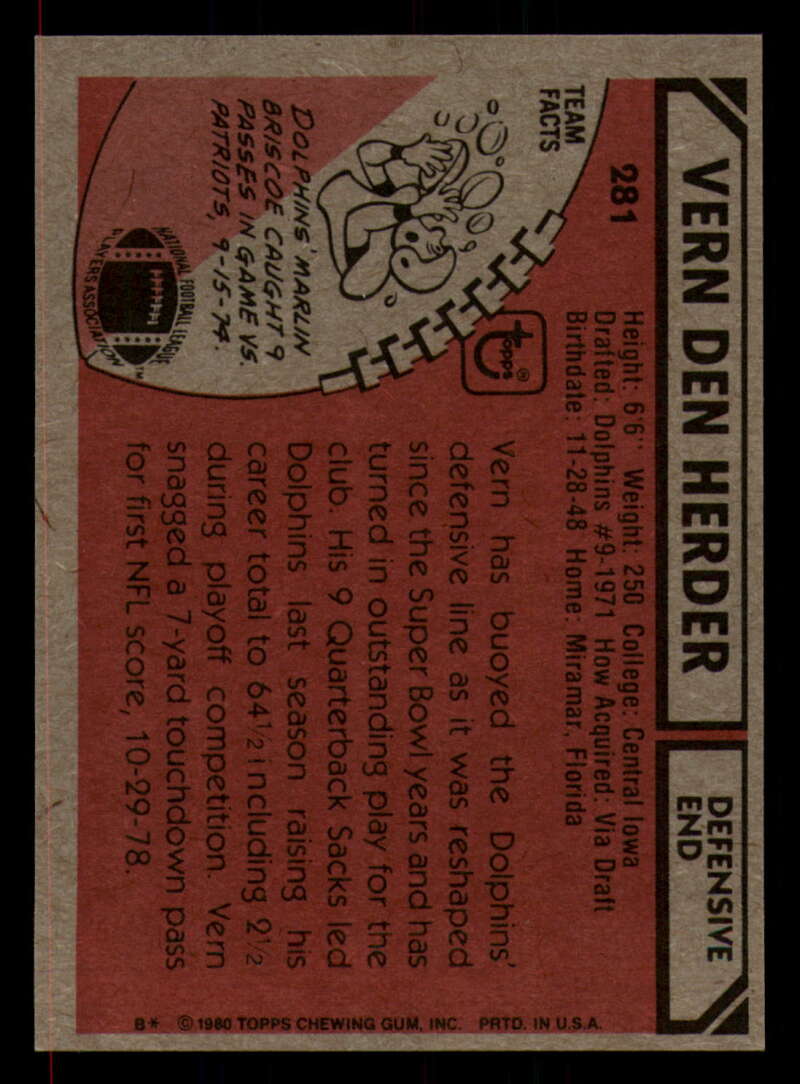 VERN DEN HERDER
DEFENSIVE
END
281
Height: 6'6" Weight: 250 College: Central Iowa
Drafted: Dolphins #9-1971 How Acquired: Via Draft
Birthdate: 11-28-48 Home: Miramar, Florida
TEAM
FACTS
DOLPHINS' MARLIN
BRISCOE CAUGHT 9
PASSES IN GAME VS.
PATRIOTS, 9-15-74.
NATIONAL FOOTBALL LEAGUE
PLAYERS ASSOCIATION
TM
topps®
Vern has buoyed the Dolphins'
defensive line as it was reshaped
since the Super Bowl years and has
turned in outstanding play for the
club. His 9 Quarterback Sacks led
Dolphins last season raising his
career total to 64½ including 2½
during playoff competition. Vern
snagged a 7-yard touchdown pass
for first NFL score, 10-29-78.
B* © 1980 TOPPS CHEWING GUM, INC. PRTD. IN U.S.A.